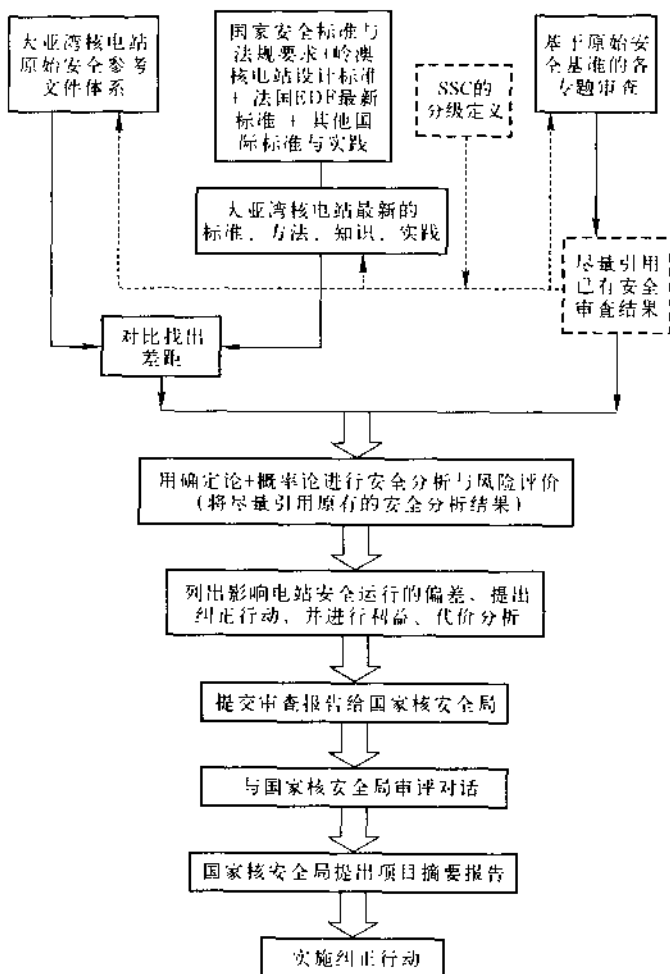 大亚湾核电站
原始安全参考
文件体系
国家安全标准与
法规要求+岭澳
核电站设计标准
+ 法国EDF最新
标准 + 其他国
际标准与实践
SSC的
分级定义
基于原始安
全基准的各
专题审查
大亚湾核电站最新的
标准、方法、知识、实践
尽量引用
已有安全
审查结果
对比找出
差距
用确定论+概率论进行安全分析与风险评价
(将尽量引用原有的安全分析结果)
列出影响电站安全运行的偏差、提出
纠正行动,并进行利益、代价分析
提交审查报告给国家核安全局
与国家核安全局审评对话
国家核安全局提出项目摘要报告
实施纠正行动